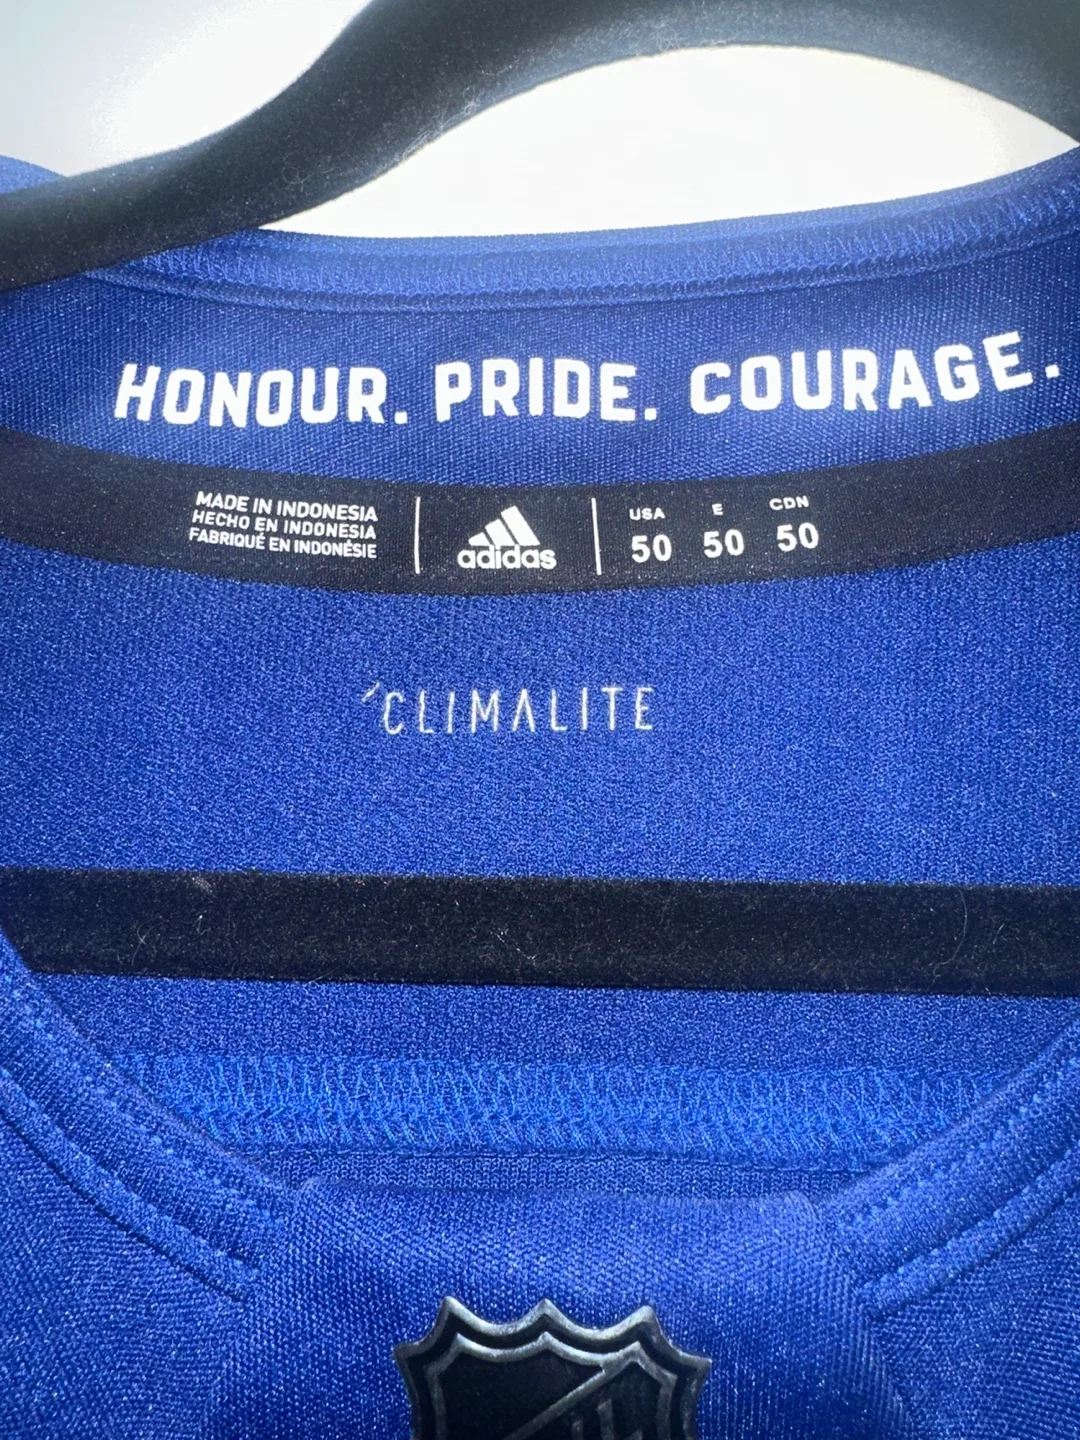 HONOUR. PRIDE. COURAGE.
MADE IN INDONESIA
HECHO EN INDONESIA
FABRIQUÉ EN INDONÉSIE
adidas
USA E CDN
50 50 50
CLIMALITE